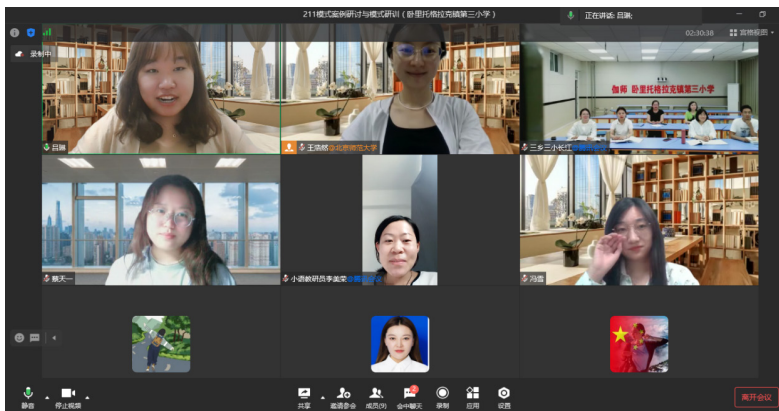 211模式案例研讨与模式研训（卧里托格拉克镇第三小学）
正在讲话: 吕琳;
录制中
02:30:38
宫格视图
伽师 卧里托格拉克镇第三小学
吕琳
王浩然@北京师范大学
三乡三小长江
蔡天一
小语教研员李美荣
冯雪
静音
停止视频
共享
邀请参会
成员(9)
2
会中聊天
录制
应用
设置
离开会议